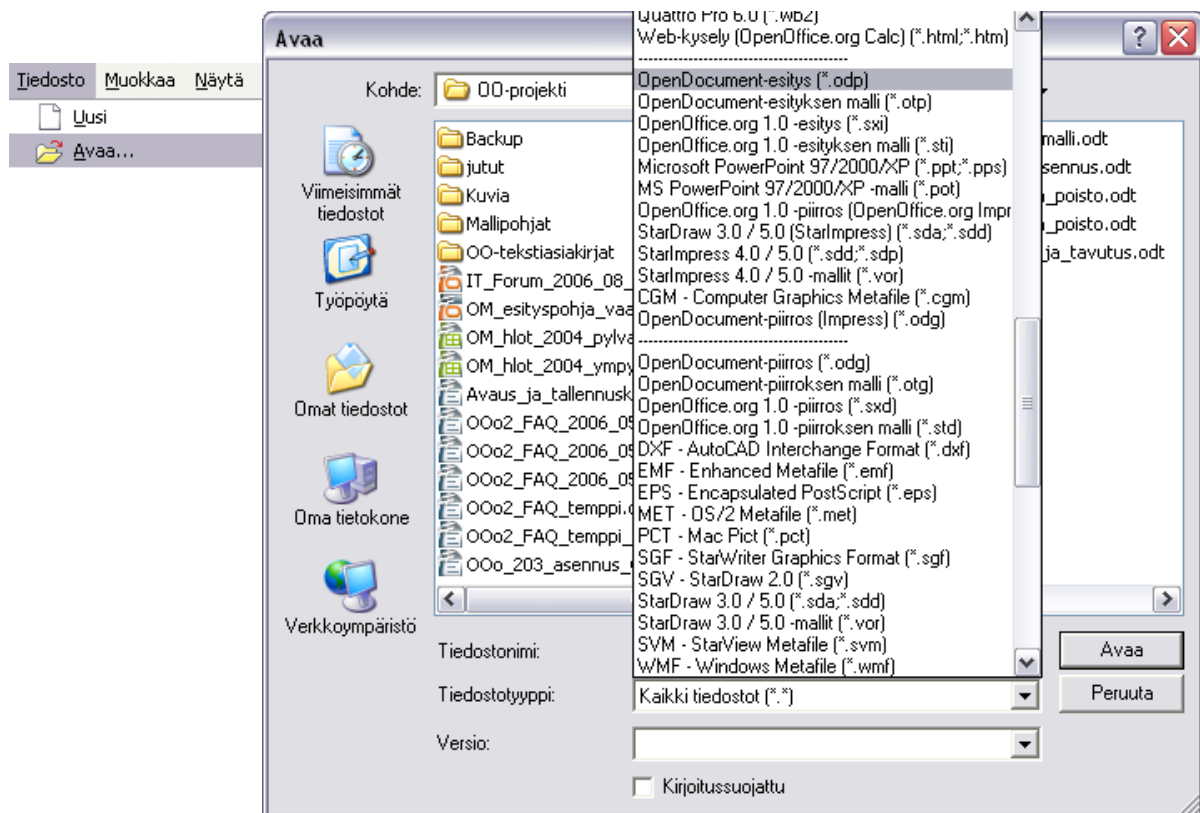 Tiedosto Muokkaa Näytä
Uusi
Avaa...
Avaa
Kohde:
OO-projekti
Viimeisimmät
tiedostot
Työpöytä
Omat tiedostot
Oma tietokone
Verkkoympäristö
Backup
jutut
Kuvia
Mallipohjat
OO-tekstiasiakirjat
IT_Forum_2006_08_
OM_esityspohja_vaa
OM_hlot_2004_pylva
OM_hlot_2004_ympy
Avaus_ja_tallennusk
OOo2_FAQ_2006_05
OOo2_FAQ_2006_05
OOo2_FAQ_2006_05
OOo2_FAQ_temppi.
OOo2_FAQ_temppi_
OOo_203_asennus_
Quattro Pro 6.0 (*.wb2)
Web-kysely (OpenOffice.org Calc) (*.html;*.htm)
------------------------------------------
OpenDocument-esitys (*.odp)
OpenDocument-esityksen malli (*.otp)
OpenOffice.org 1.0 -esitys (*.sxi)
OpenOffice.org 1.0 -esityksen malli (*.sti)
Microsoft PowerPoint 97/2000/XP (*.ppt;*.pps)
MS PowerPoint 97/2000/XP -malli (*.pot)
OpenOffice.org 1.0 -piirros (OpenOffice.org Impr
StarDraw 3.0 / 5.0 (StarImpress) (*.sda;*.sdd)
StarImpress 4.0 / 5.0 (*.sdd;*.sdp)
StarImpress 4.0 / 5.0 -mallit (*.vor)
CGM - Computer Graphics Metafile (*.cgm)
OpenDocument-piirros (Impress) (*.odg)
------------------------------------------
OpenDocument-piirros (*.odg)
OpenDocument-piirroksen malli (*.otg)
OpenOffice.org 1.0 -piirros (*.sxd)
OpenOffice.org 1.0 -piirroksen malli (*.std)
DXF - AutoCAD Interchange Format (*.dxf)
EMF - Enhanced Metafile (*.emf)
EPS - Encapsulated PostScript (*.eps)
MET - OS/2 Metafile (*.met)
PCT - Mac Pict (*.pct)
SGF - StarWriter Graphics Format (*.sgf)
SGV - StarDraw 2.0 (*.sgv)
StarDraw 3.0 / 5.0 (*.sda;*.sdd)
StarDraw 3.0 / 5.0 -mallit (*.vor)
SVM - StarView Metafile (*.svm)
WMF - Windows Metafile (*.wmf)
malli.odt
sennus.odt
_poisto.odt
_poisto.odt
ja_tavutus.odt
Tiedostonimi:
Avaa
Tiedostotyyppi:
Kaikki tiedostot (*.*)
Peruuta
Versio:
Kirjoitussuojattu